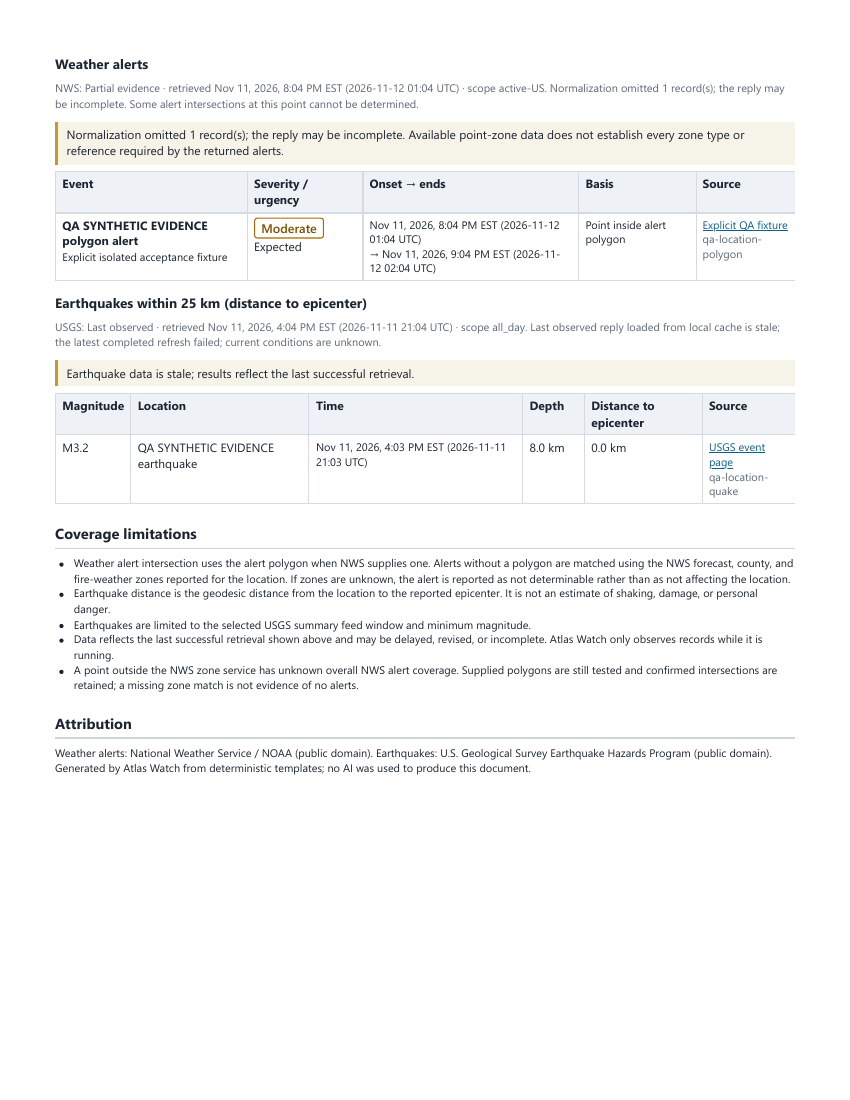 Weather alerts
NWS: Partial evidence · retrieved Nov 11, 2026, 8:04 PM EST (2026-11-12 01:04 UTC) · scope active-US. Normalization omitted 1 record(s); the reply may
be incomplete. Some alert intersections at this point cannot be determined.
Normalization omitted 1 record(s); the reply may be incomplete. Available point-zone data does not establish every zone type or
reference required by the returned alerts.
Event
Severity /
urgency
Onset → ends
Basis
Source
QA SYNTHETIC EVIDENCE
polygon alert
Explicit isolated acceptance fixture
Moderate
Expected
Nov 11, 2026, 8:04 PM EST (2026-11-12
01:04 UTC)
→ Nov 11, 2026, 9:04 PM EST (2026-11-
12 02:04 UTC)
Point inside alert
polygon
Explicit QA fixture
qa-location-
polygon
Earthquakes within 25 km (distance to epicenter)
USGS: Last observed · retrieved Nov 11, 2026, 4:04 PM EST (2026-11-11 21:04 UTC) · scope all_day. Last observed reply loaded from local cache is stale;
the latest completed refresh failed; current conditions are unknown.
Earthquake data is stale; results reflect the last successful retrieval.
Magnitude
Location
Time
Depth
Distance to
epicenter
Source
M3.2
QA SYNTHETIC EVIDENCE
earthquake
Nov 11, 2026, 4:03 PM EST (2026-11-11
21:03 UTC)
8.0 km
0.0 km
USGS event
page
qa-location-
quake
Coverage limitations
• Weather alert intersection uses the alert polygon when NWS supplies one. Alerts without a polygon are matched using the NWS forecast, county, and
fire-weather zones reported for the location. If zones are unknown, the alert is reported as not determinable rather than as not affecting the location.
• Earthquake distance is the geodesic distance from the location to the reported epicenter. It is not an estimate of shaking, damage, or personal
danger.
• Earthquakes are limited to the selected USGS summary feed window and minimum magnitude.
• Data reflects the last successful retrieval shown above and may be delayed, revised, or incomplete. Atlas Watch only observes records while it is
running.
• A point outside the NWS zone service has unknown overall NWS alert coverage. Supplied polygons are still tested and confirmed intersections are
retained; a missing zone match is not evidence of no alerts.
Attribution
Weather alerts: National Weather Service / NOAA (public domain). Earthquakes: U.S. Geological Survey Earthquake Hazards Program (public domain).
Generated by Atlas Watch from deterministic templates; no AI was used to produce this document.